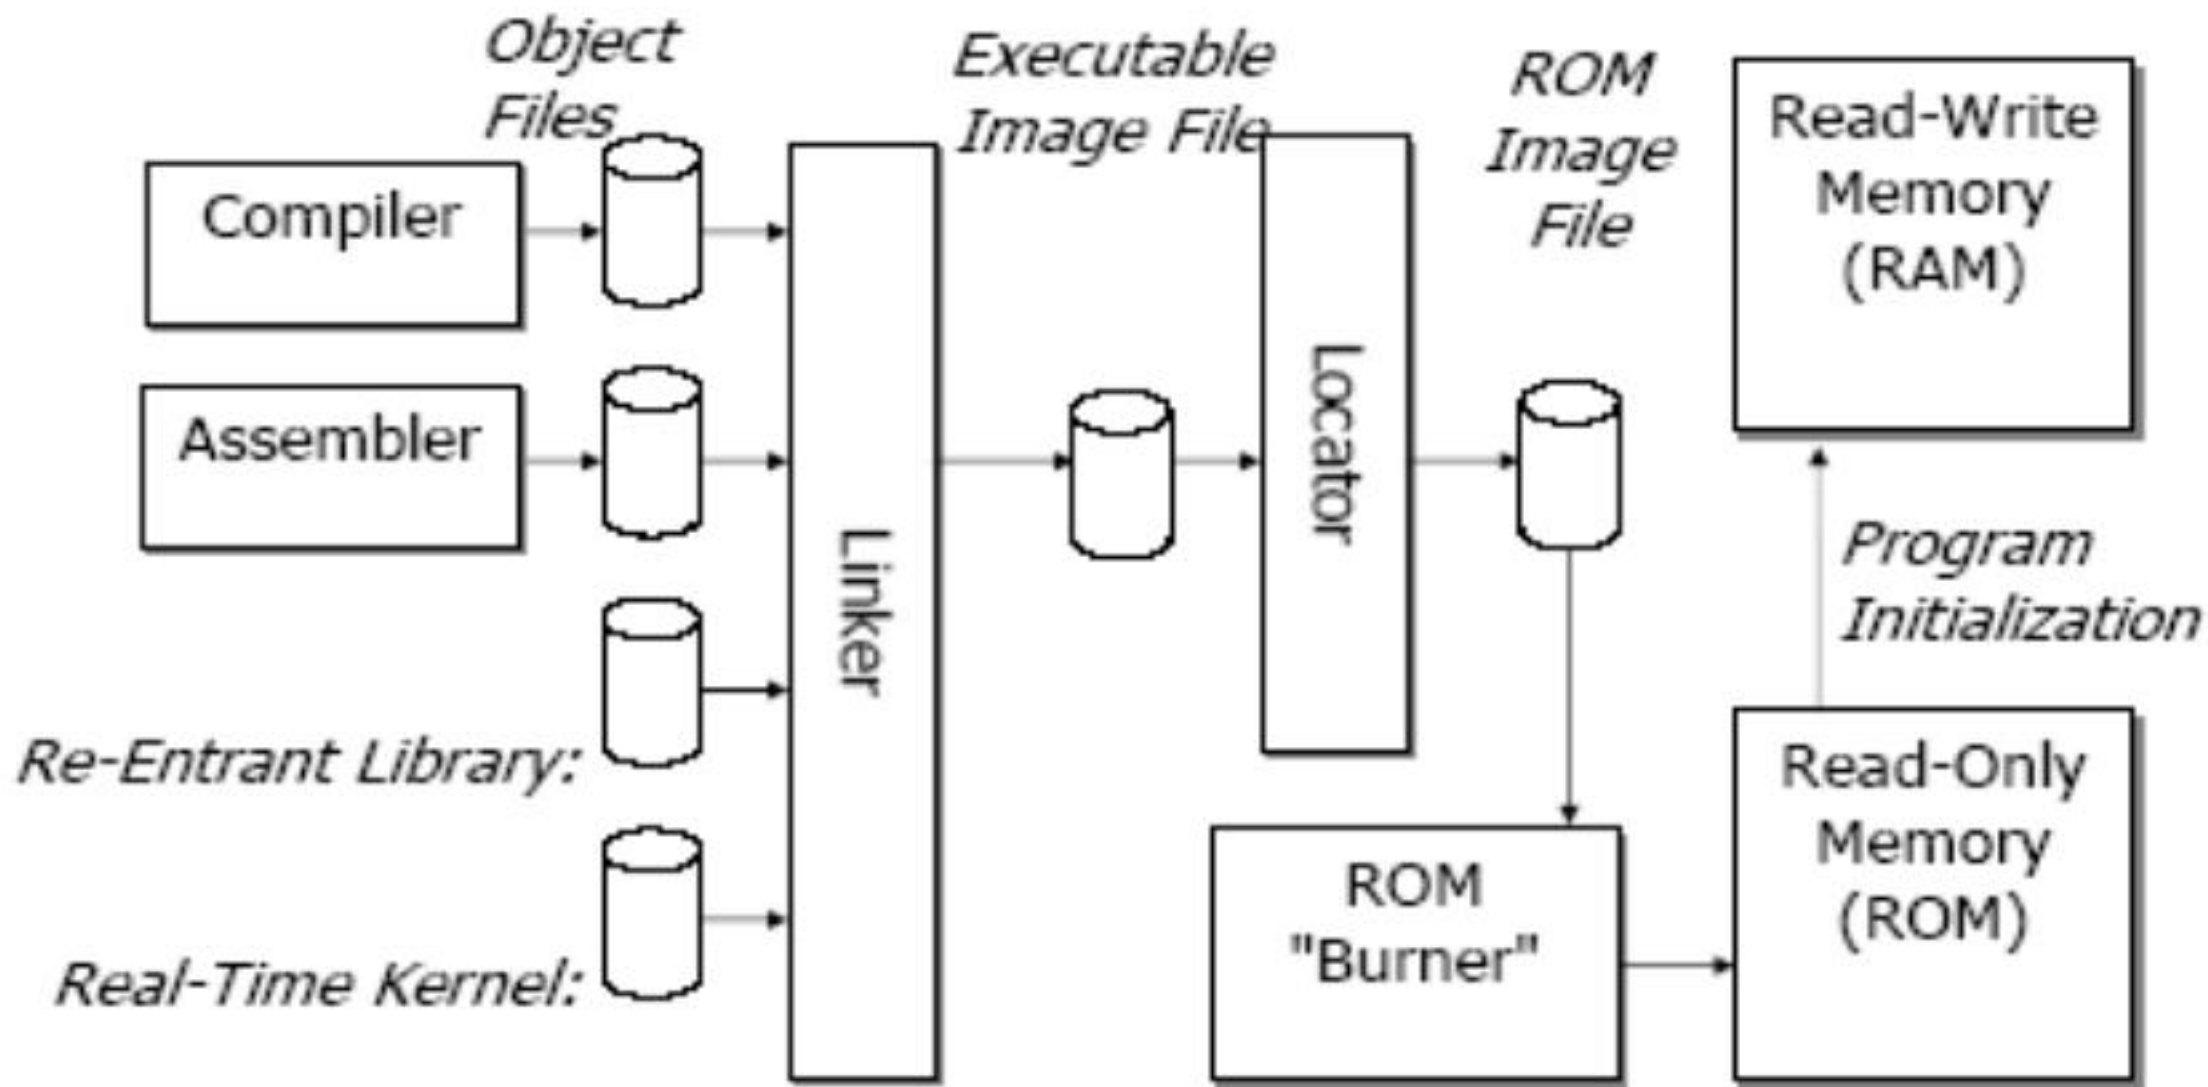 Object
Files
Executable
Image File
ROM
Image
File
Read-Write
Memory
(RAM)
Compiler
Assembler
Linker
Locator
Program
Initialization
Re-Entrant Library:
Real-Time Kernel:
ROM
"Burner"
Read-Only
Memory
(ROM)